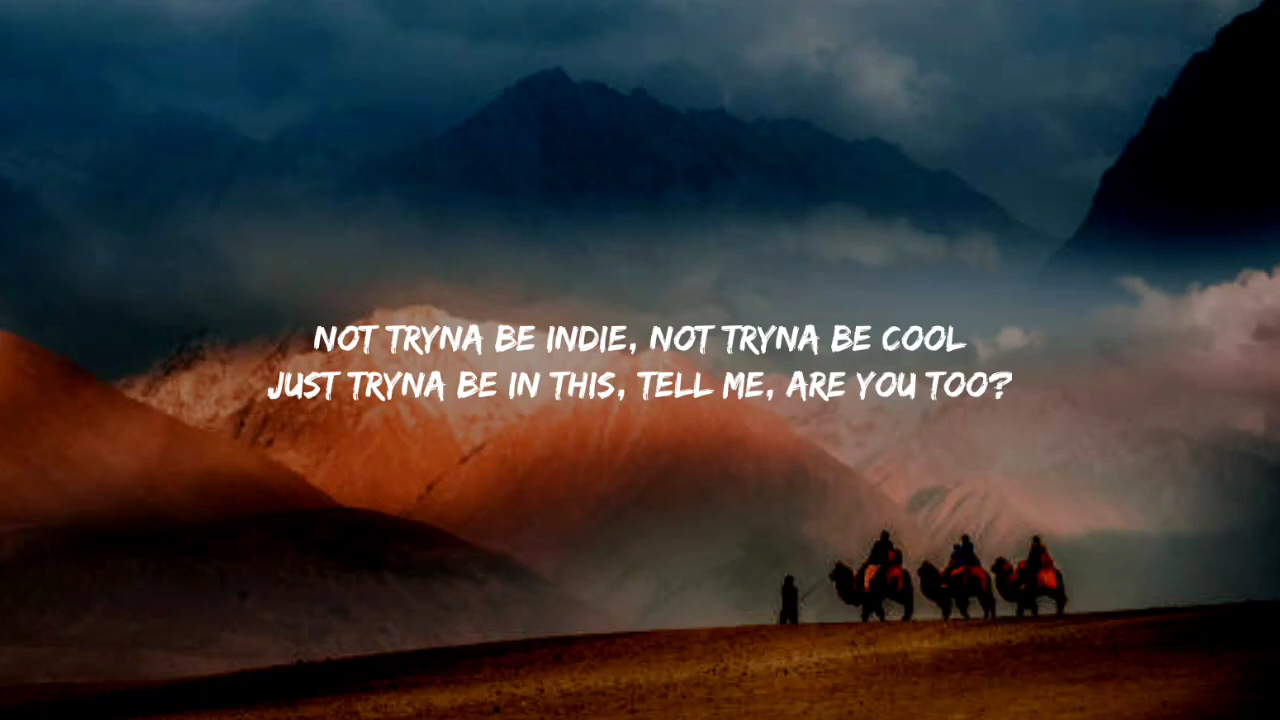 NOT TRYNA BE INDIE, NOT TRYNA BE COOL
JUST TRYNA BE IN THIS, TELL ME, ARE YOU TOO?